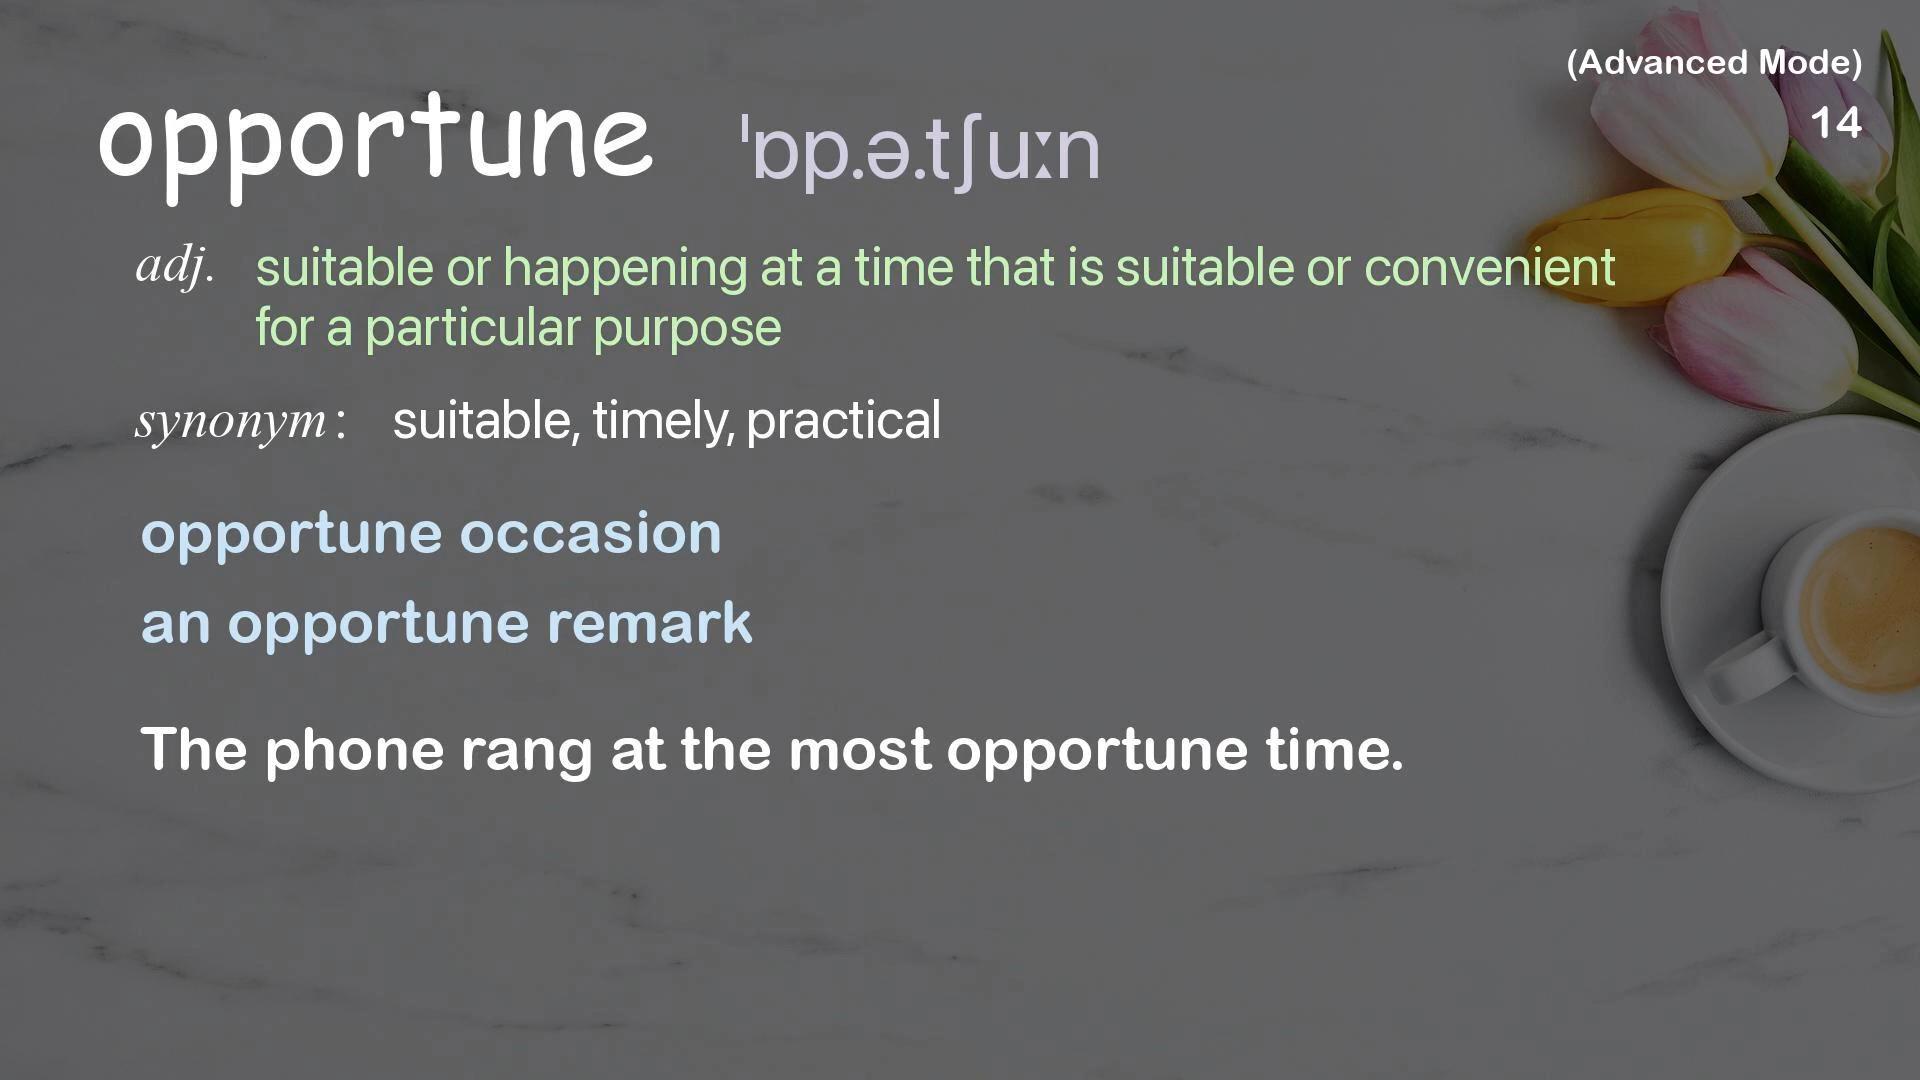 (Advanced Mode)
14
opportune ˈɒp.ə.tʃuːn
adj. suitable or happening at a time that is suitable or convenient
for a particular purpose
synonym : suitable, timely, practical
opportune occasion
an opportune remark
The phone rang at the most opportune time.